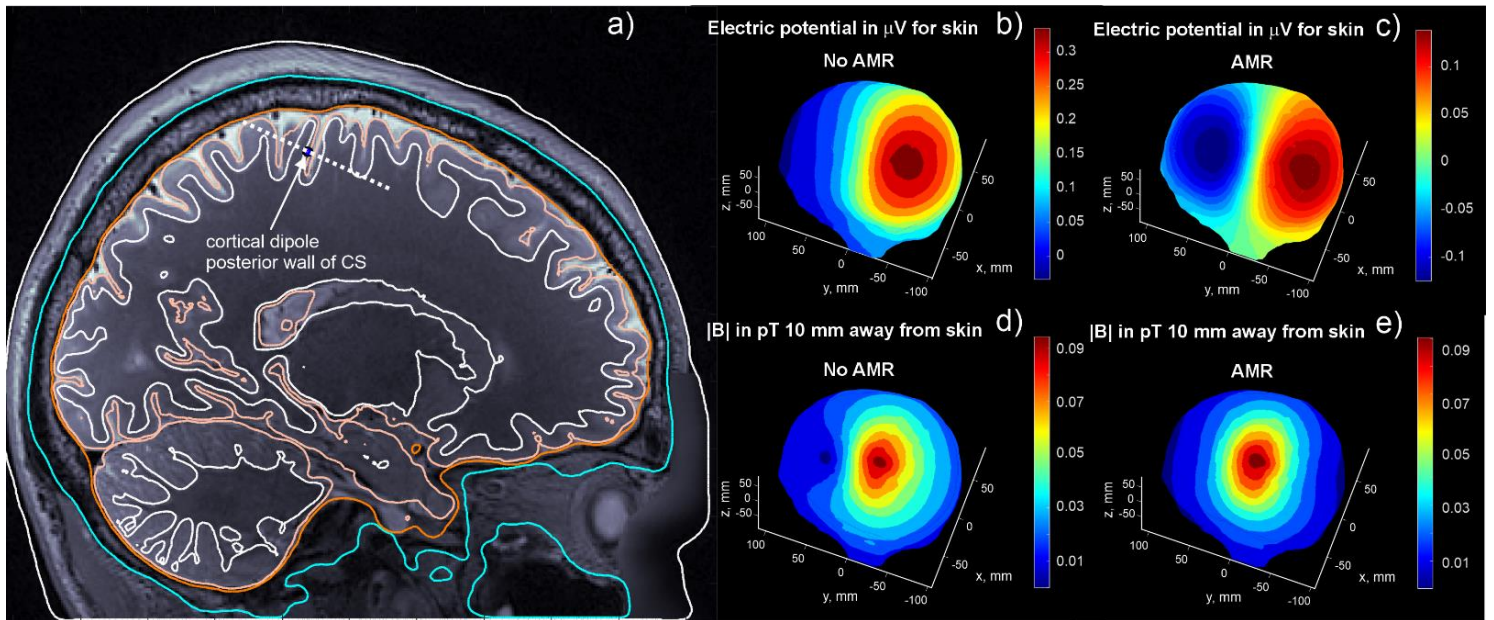 a)
cortical dipole
posterior wall of CS
Electric potential in μV for skin
b)
No AMR
0.3
0.25
0.2
0.15
0.1
0.05
0
50
0
-50
z, mm
100
50
0
-50
-100
y, mm
50
0
-50
x, mm
Electric potential in μV for skin
c)
AMR
0.1
0.05
0
-0.05
-0.1
50
0
-50
z, mm
100
50
0
-50
-100
y, mm
50
0
-50
x, mm
|B| in pT 10 mm away from skin
d)
No AMR
0.09
0.07
0.05
0.03
0.01
50
0
-50
z, mm
100
50
0
-50
-100
y, mm
50
0
-50
x, mm
|B| in pT 10 mm away from skin
e)
AMR
0.09
0.07
0.05
0.03
0.01
50
0
-50
z, mm
100
50
0
-50
-100
y, mm
50
0
-50
x, mm